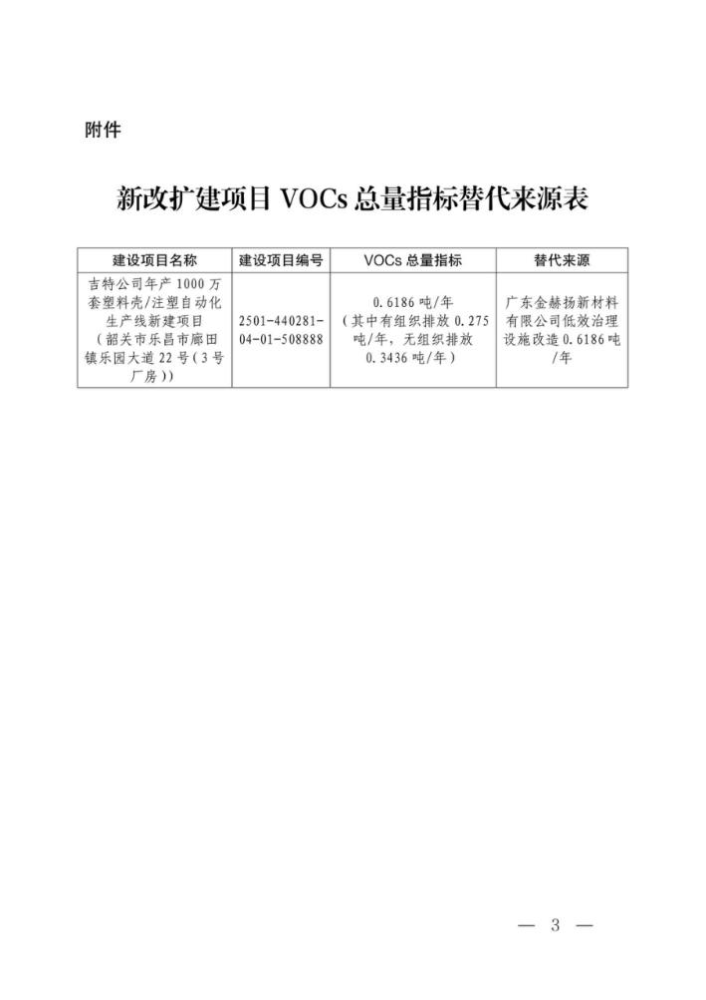 附件
新改扩建项目 VOCs 总量指标替代来源表
建设项目名称 建设项目编号 VOCs 总量指标 替代来源
吉特公司年产 1000 万
套塑料壳/注塑自动化
生产线新建项目
（韶关市乐昌市廊田
镇乐园大道 22 号(3 号
厂房))
2501-440281-
04-01-508888
0.6186 吨/年
(其中有组织排放 0.275
吨/年，无组织排放
0.3436 吨/年)
广东金赫扬新材料
有限公司低效治理
设施改造 0.6186 吨
/年
— 3 —